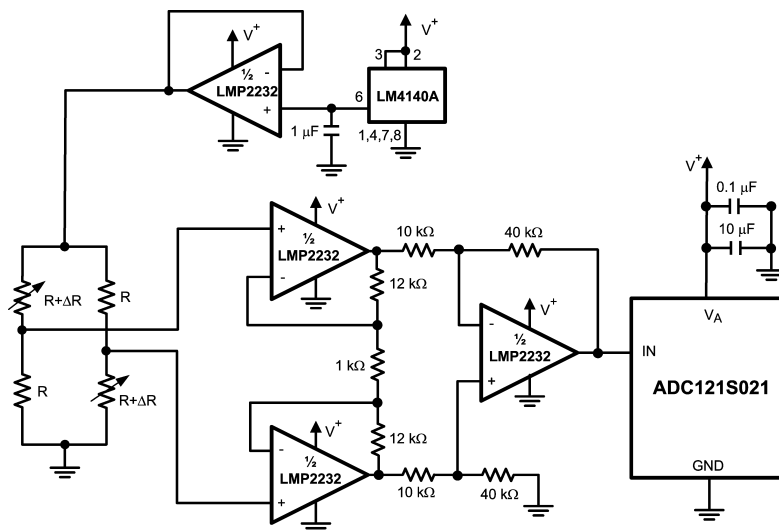 V+
V+
½
LMP2232
-
+
3
2
LM4140A
6
1 µF
1,4,7,8
V+
0.1 µF
10 µF
V+
+
½
LMP2232
-
10 kΩ
40 kΩ
12 kΩ
R+ΔR
R
V+
-
½
LMP2232
+
VA
IN
ADC121S021
1 kΩ
R
R+ΔR
12 kΩ
V+
-
½
LMP2232
+
10 kΩ
40 kΩ
GND